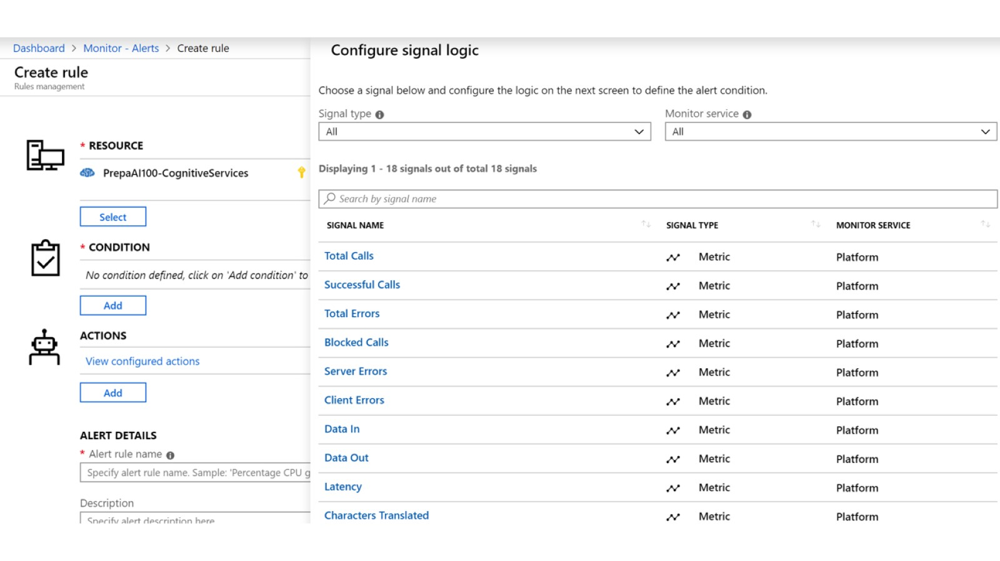 Dashboard > Monitor - Alerts > Create rule
Create rule
Rules management
* RESOURCE
PrepaAI100-CognitiveServices
Select
* CONDITION
No condition defined, click on 'Add condition' to
Add
ACTIONS
View configured actions
Add
ALERT DETAILS
* Alert rule name
Specify alert rule name. Sample: 'Percentage CPU g
Description
Specify alert description here
Configure signal logic
Choose a signal below and configure the logic on the next screen to define the alert condition.
Signal type Monitor service
All All
Displaying 1 - 18 signals out of total 18 signals
Search by signal name
SIGNAL NAME SIGNAL TYPE MONITOR SERVICE
Total Calls Metric Platform
Successful Calls Metric Platform
Total Errors Metric Platform
Blocked Calls Metric Platform
Server Errors Metric Platform
Client Errors Metric Platform
Data In Metric Platform
Data Out Metric Platform
Latency Metric Platform
Characters Translated Metric Platform